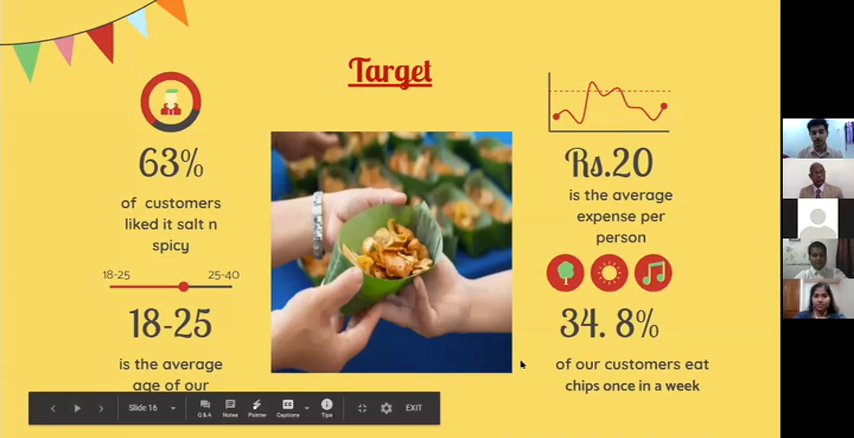 Target
63%
of customers
liked it salt n
spicy
18-25
25-40
18-25
is the average
age of our
Rs.20
is the average
expense per
person
34. 8%
of our customers eat
chips once in a week
Slide 16
Q&A
Notes
Pointer
Captions
Tips
EXIT